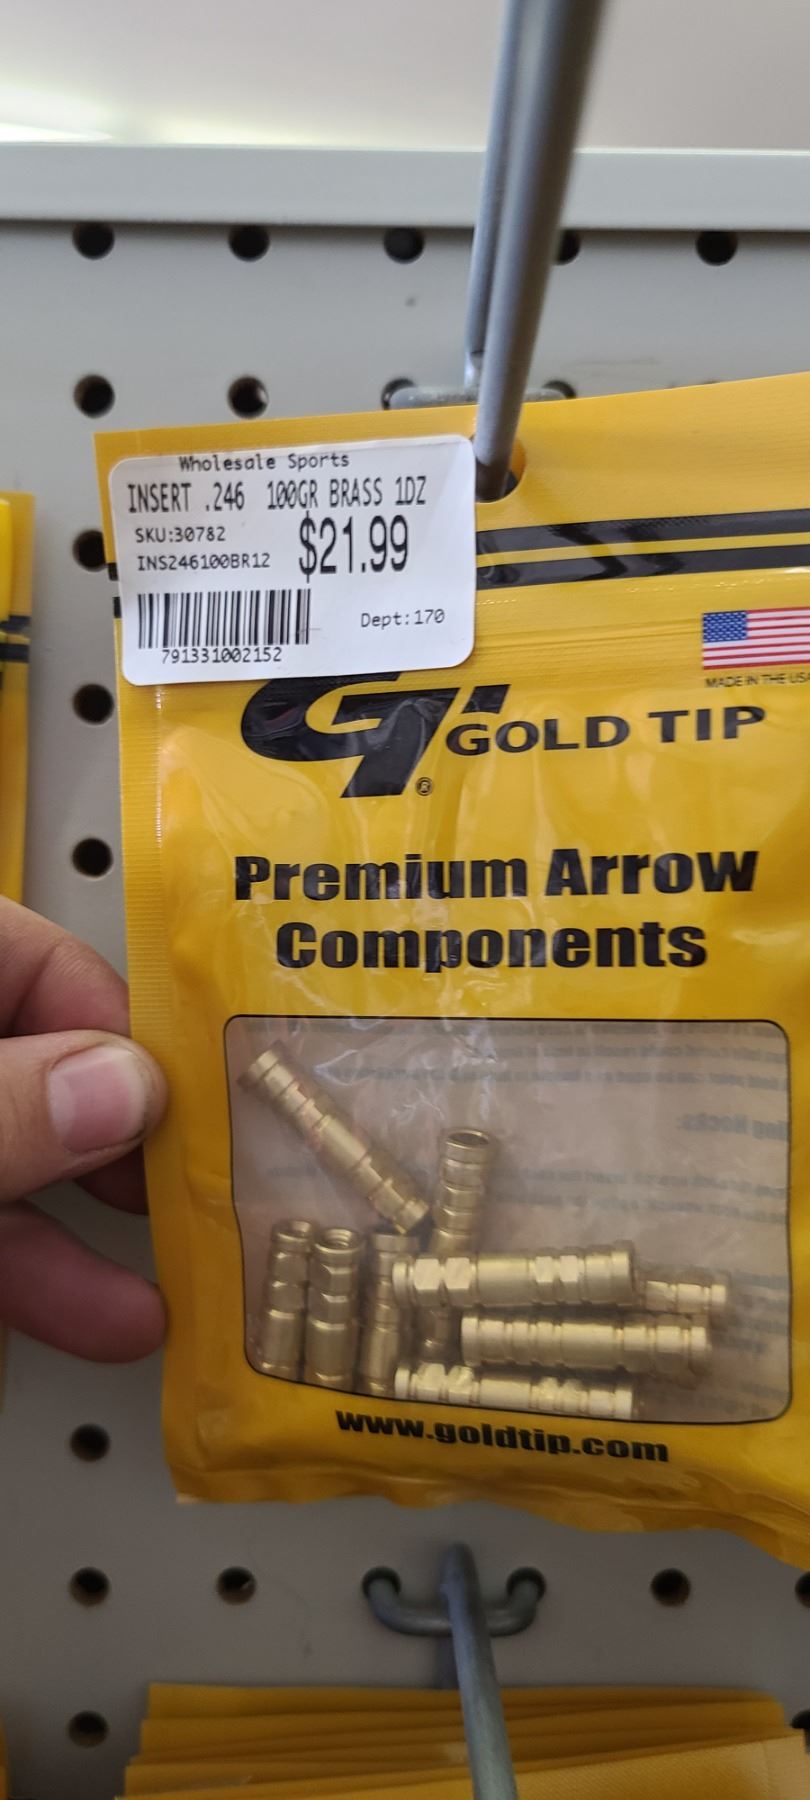 Wholesale Sports
INSERT .246 100GR BRASS 1DZ
SKU:30782
$21.99
INS246100BR12
Dept:170
791331002152
MADE IN THE USA
GT GOLD TIP
®
Premium Arrow
Components
www.goldtip.com